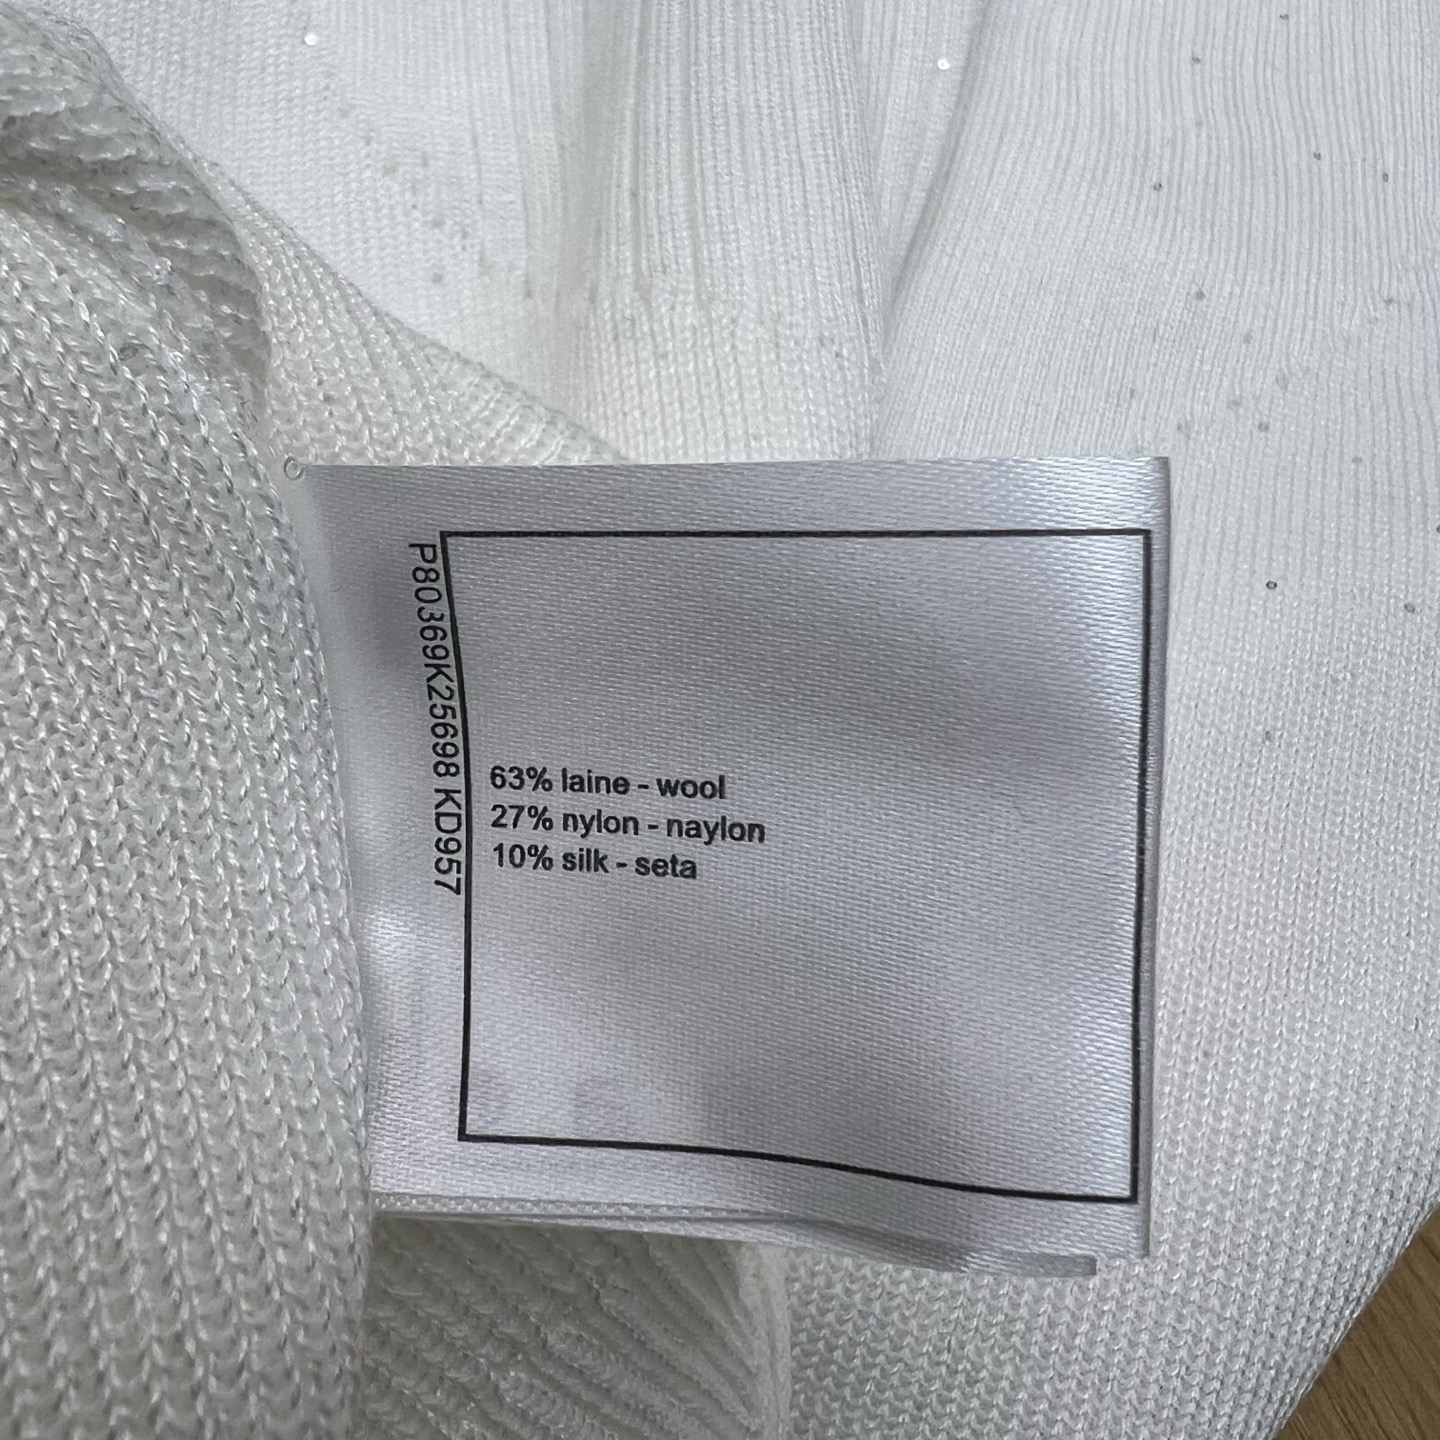 P80369K25698 KD957
63% laine - wool
27% nylon - naylon
10% silk - seta